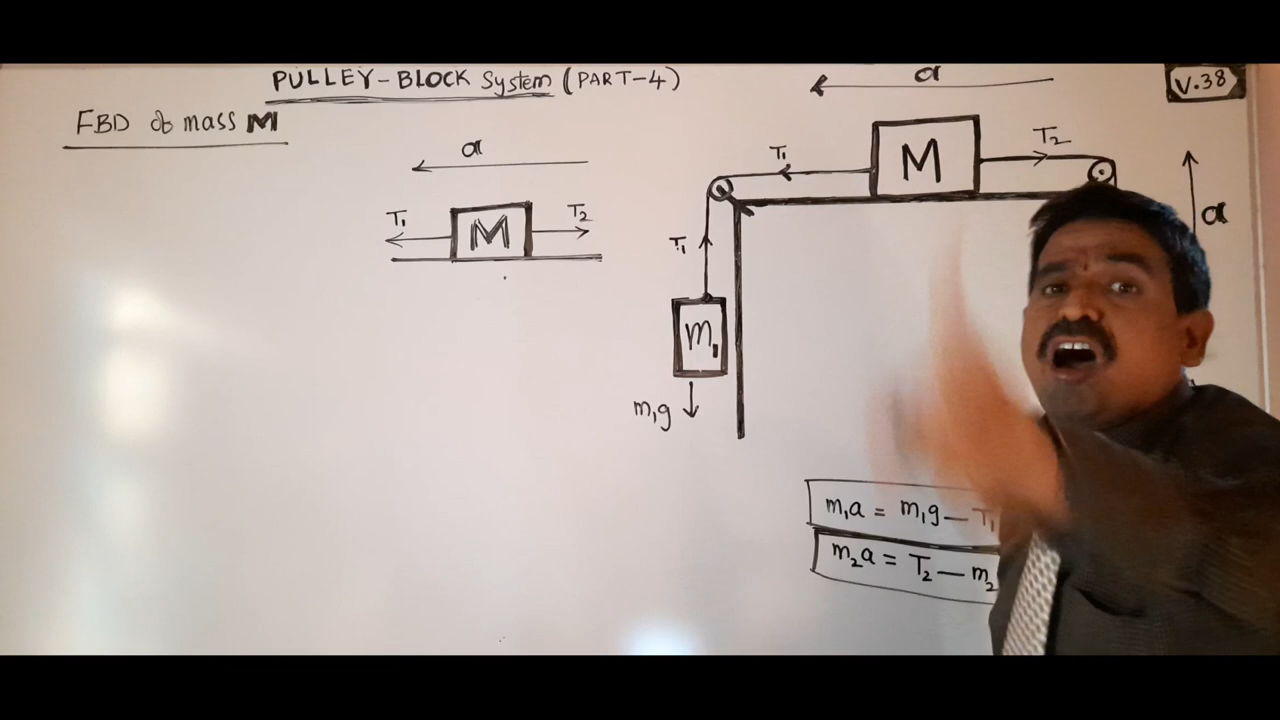 PULLEY-BLOCK System (PART-4)
V.38
FBD of mass M
a
T₁ M T₂
a
T₁ M T₂
a
T₁
m₁
m₁g
m₁a = m₁g - T₁
m₂a = T₂ - m₂